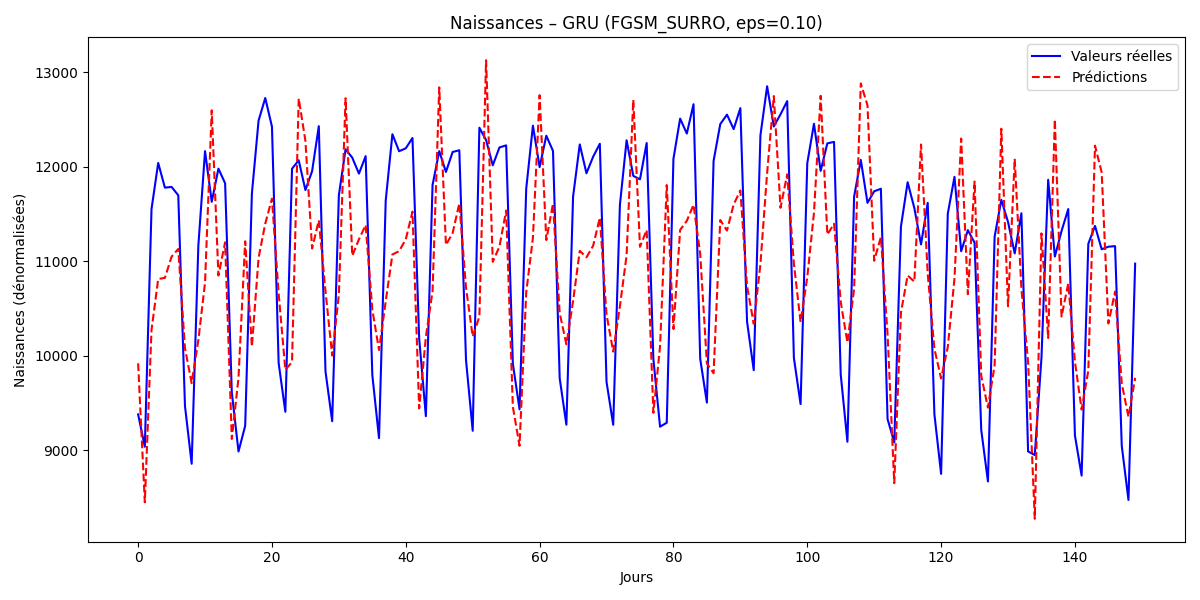 Naissances – GRU (FGSM_SURRO, eps=0.10)
Valeurs réelles
Prédictions
Naissances (dénormalisées)
13000
12000
11000
10000
9000
0 20 40 60 80 100 120 140
Jours